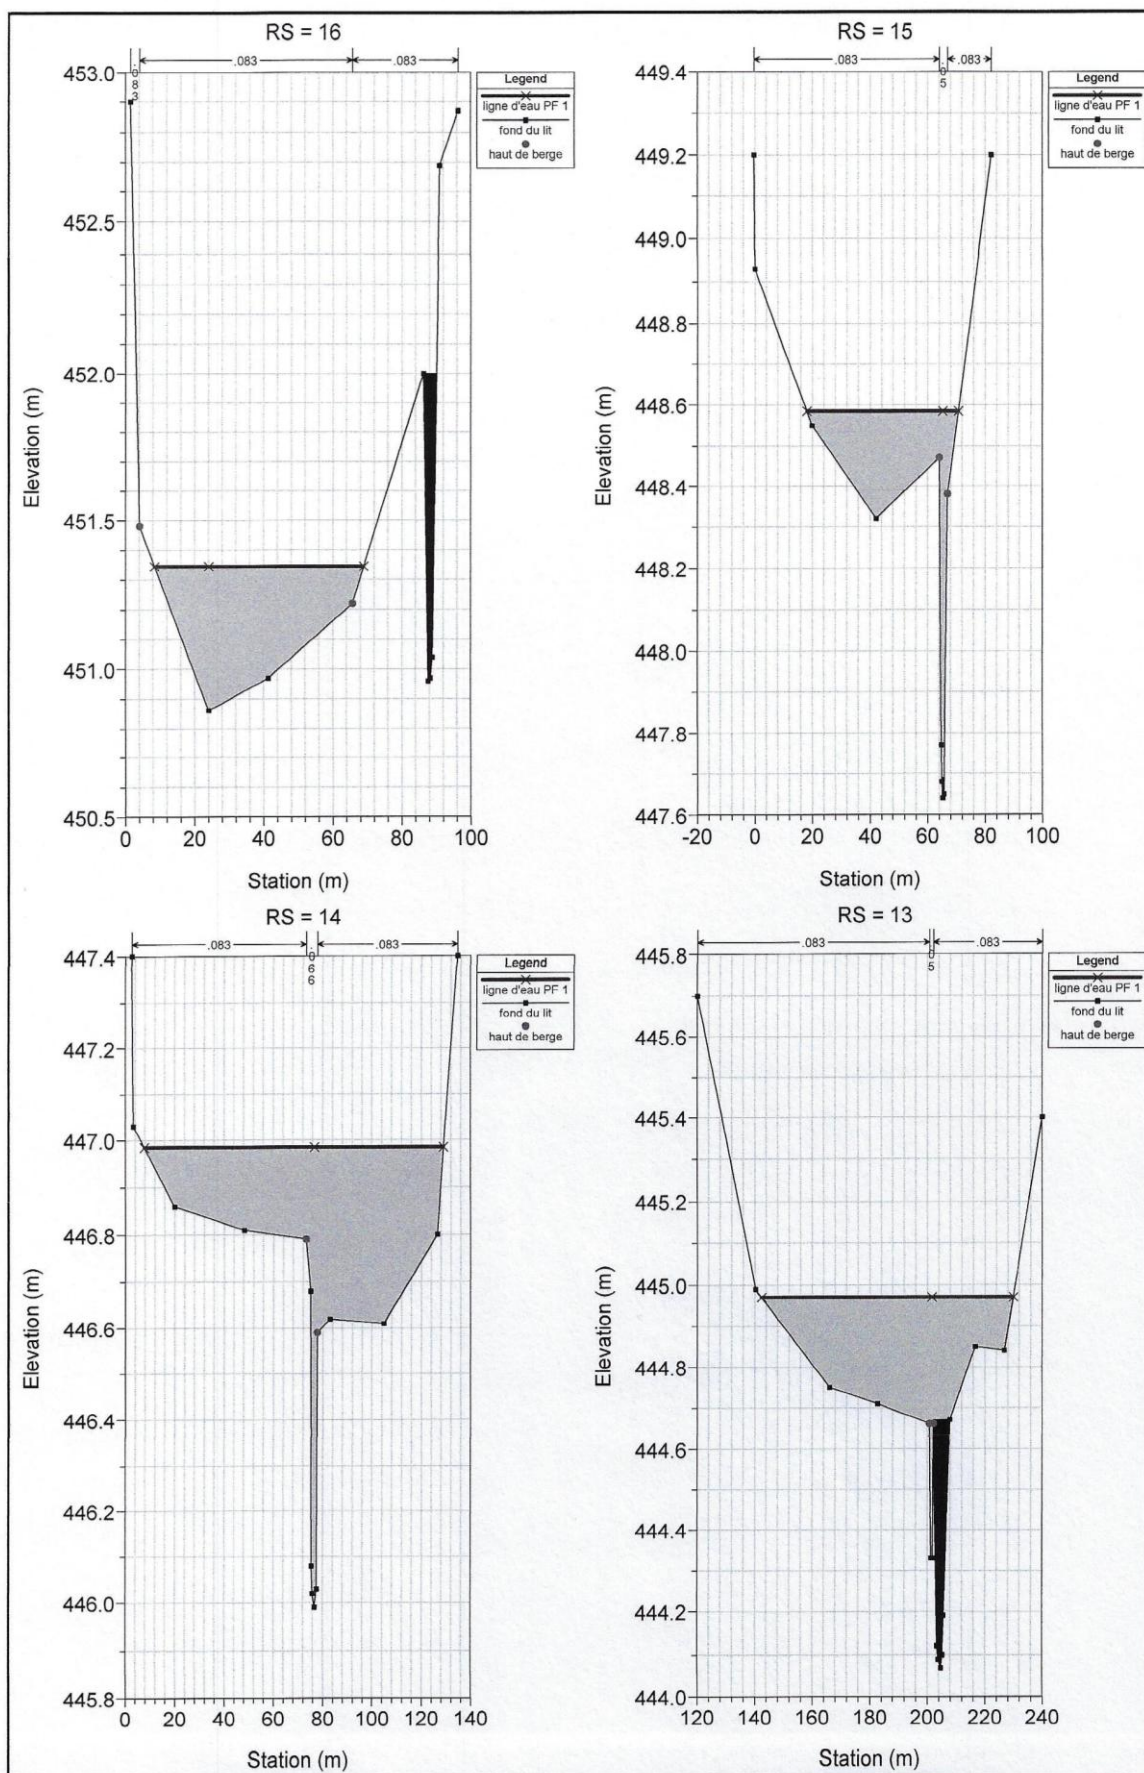 RS = 16
.083
.083
.083
453.0
452.5
452.0
451.5
451.0
450.5
Elevation (m)
0 20 40 60 80 100
Station (m)
Legend
ligne d'eau PF 1
fond du lit
haut de berge
RS = 15
.083
.05
.083
449.4
449.2
449.0
448.8
448.6
448.4
448.2
448.0
447.8
447.6
Elevation (m)
-20 0 20 40 60 80 100
Station (m)
Legend
ligne d'eau PF 1
fond du lit
haut de berge
RS = 14
.083
.066
.083
447.4
447.2
447.0
446.8
446.6
446.4
446.2
446.0
445.8
Elevation (m)
0 20 40 60 80 100 120 140
Station (m)
Legend
ligne d'eau PF 1
fond du lit
haut de berge
RS = 13
.083
.05
.083
445.8
445.6
445.4
445.2
445.0
444.8
444.6
444.4
444.2
444.0
Elevation (m)
120 140 160 180 200 220 240
Station (m)
Legend
ligne d'eau PF 1
fond du lit
haut de berge